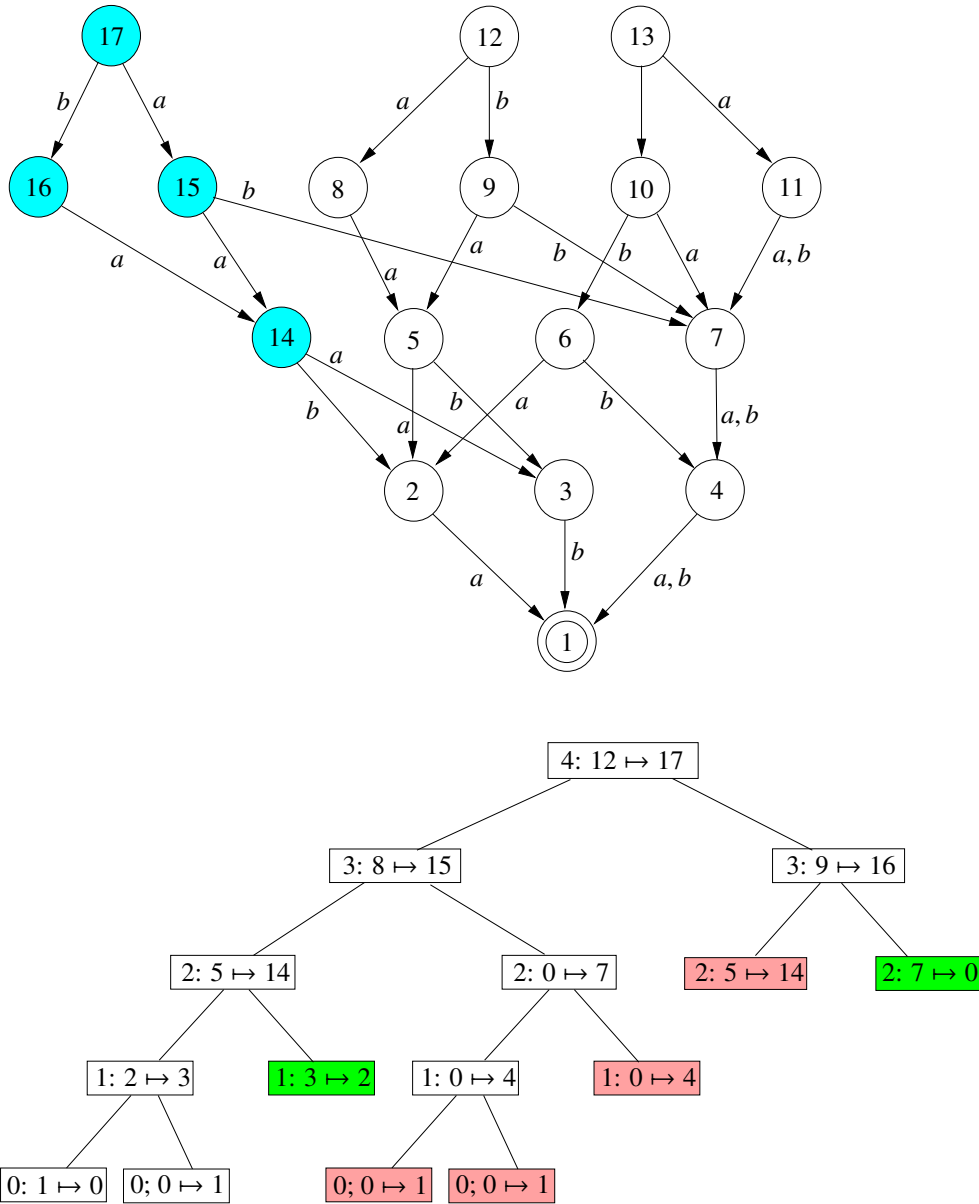 17 12 13
b a a b a
16 15 8 9 10 11
b
a a a a b b a a, b
14 5 6 7
a
b a b a b a, b
2 3 4
a b a, b
1
4: 12 ↦ 17
3: 8 ↦ 15 3: 9 ↦ 16
2: 5 ↦ 14 2: 0 ↦ 7 2: 5 ↦ 14 2: 7 ↦ 0
1: 2 ↦ 3 1: 3 ↦ 2 1: 0 ↦ 4 1: 0 ↦ 4
0: 1 ↦ 0 0; 0 ↦ 1 0; 0 ↦ 1 0; 0 ↦ 1